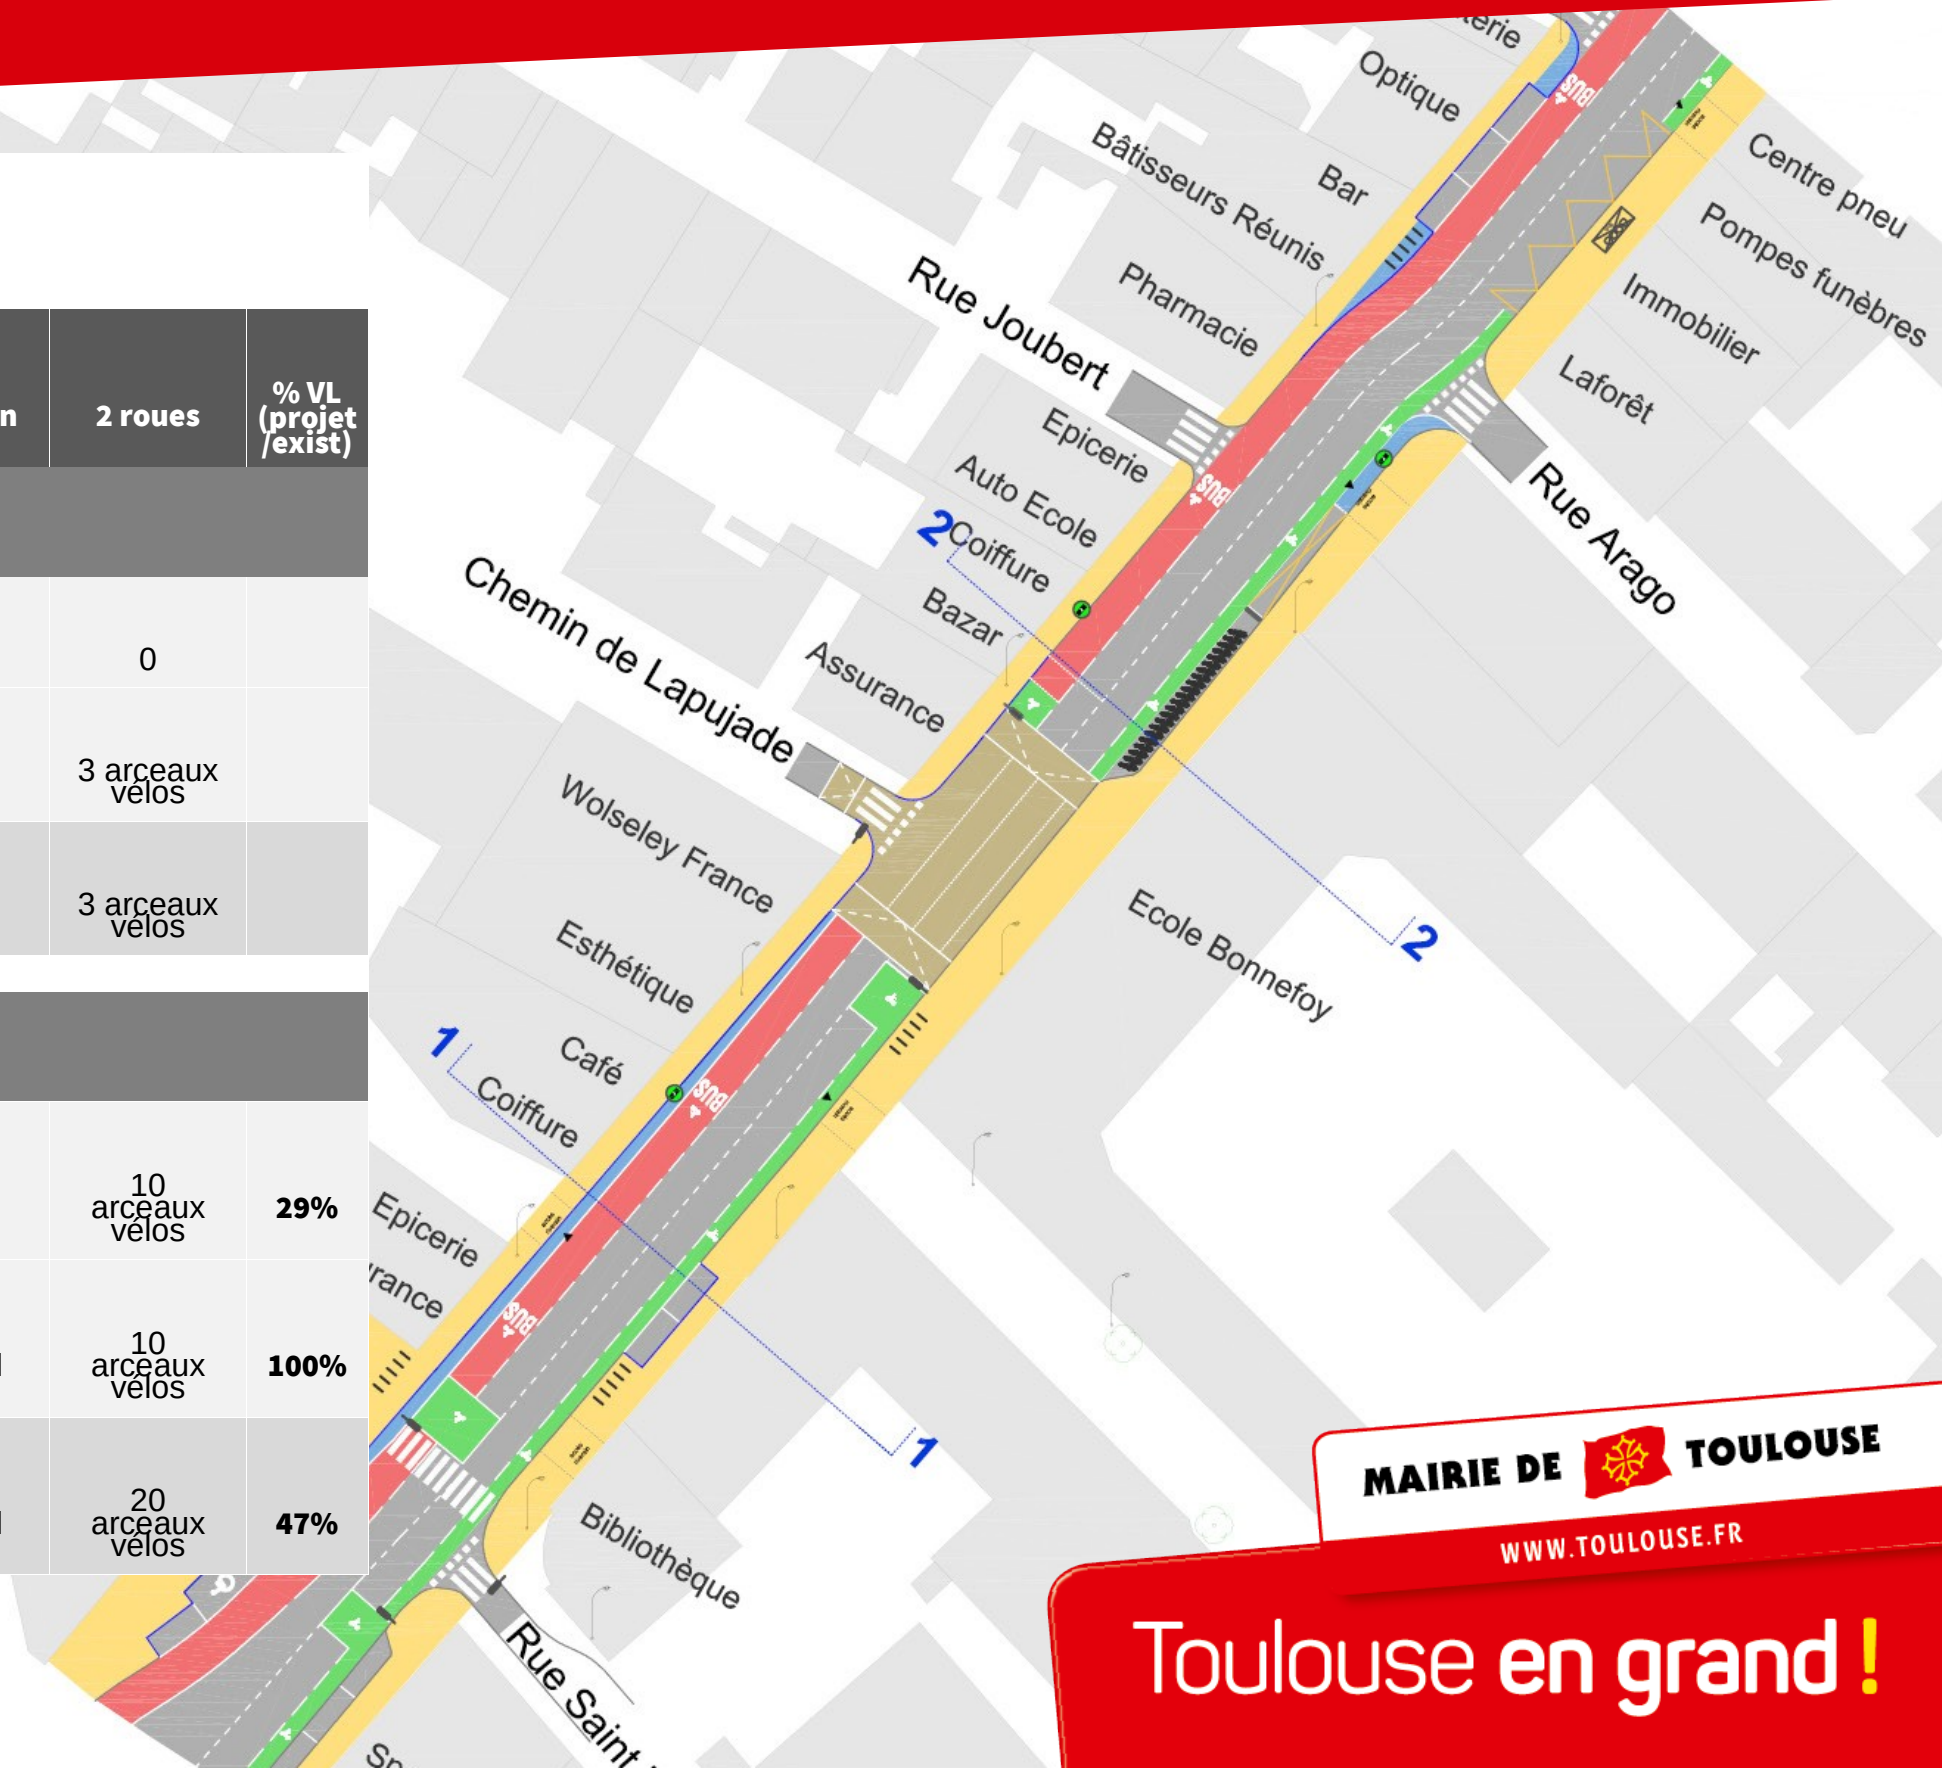 n
2 roues
% VL
(projet
/exist)
0
3 arceaux
vélos
3 arceaux
vélos
10
arceaux
vélos
29%
10
arceaux
vélos
100%
20
arceaux
vélos
47%
Optique
Bar
Bâtisseurs Réunis
Pharmacie
Rue Joubert
Epicerie
Auto Ecole
2
Coiffure
Bazar
Chemin de Lapujade
Assurance
Wolseley France
Esthétique
Café
1
Coiffure
Epicerie
BUS
BUS
BUS
BUS
Centre pneu
Pompes funèbres
Immobilier
Laforêt
Rue Arago
Ecole Bonnefoy
2
1
Bibliothèque
Rue Saint
MAIRIE DE TOULOUSE
WWW.TOULOUSE.FR
Toulouse en grand !